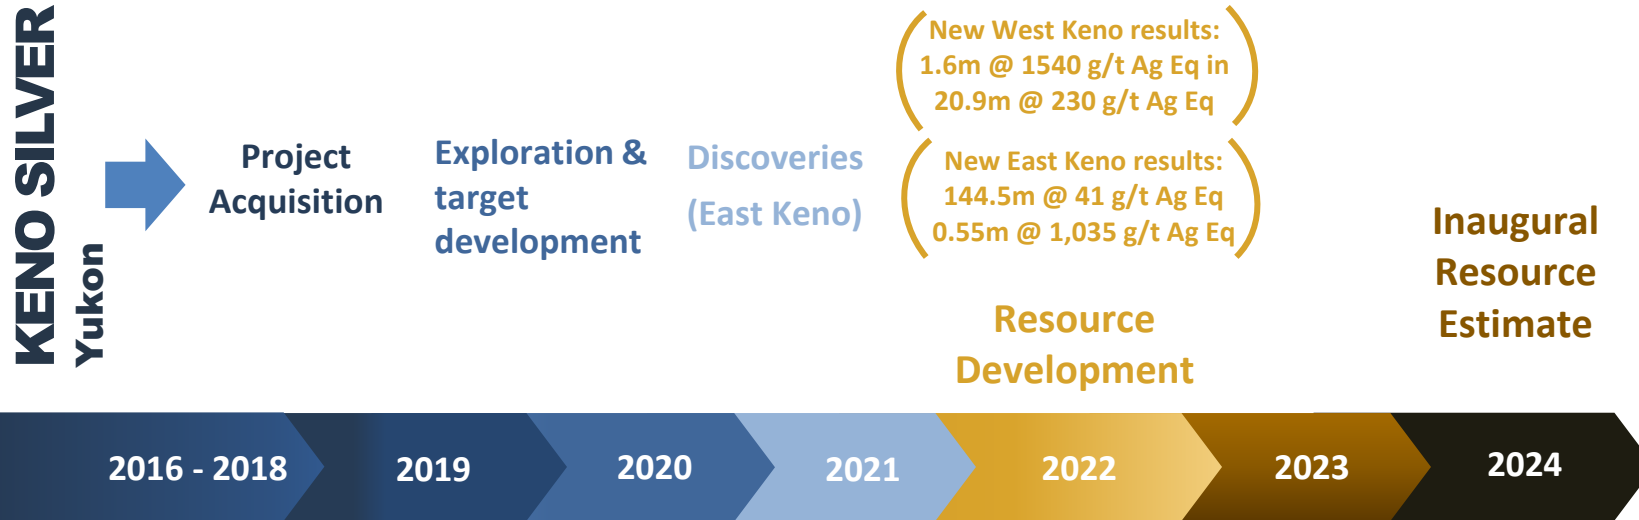 KENO SILVER
Yukon
Project
Acquisition
Exploration &
target
development
Discoveries
(East Keno)
New West Keno results:
1.6m @ 1540 g/t Ag Eq in
20.9m @ 230 g/t Ag Eq
New East Keno results:
144.5m @ 41 g/t Ag Eq
0.55m @ 1,035 g/t Ag Eq
Resource
Development
Inaugural
Resource
Estimate
2016 - 2018
2019
2020
2021
2022
2023
2024